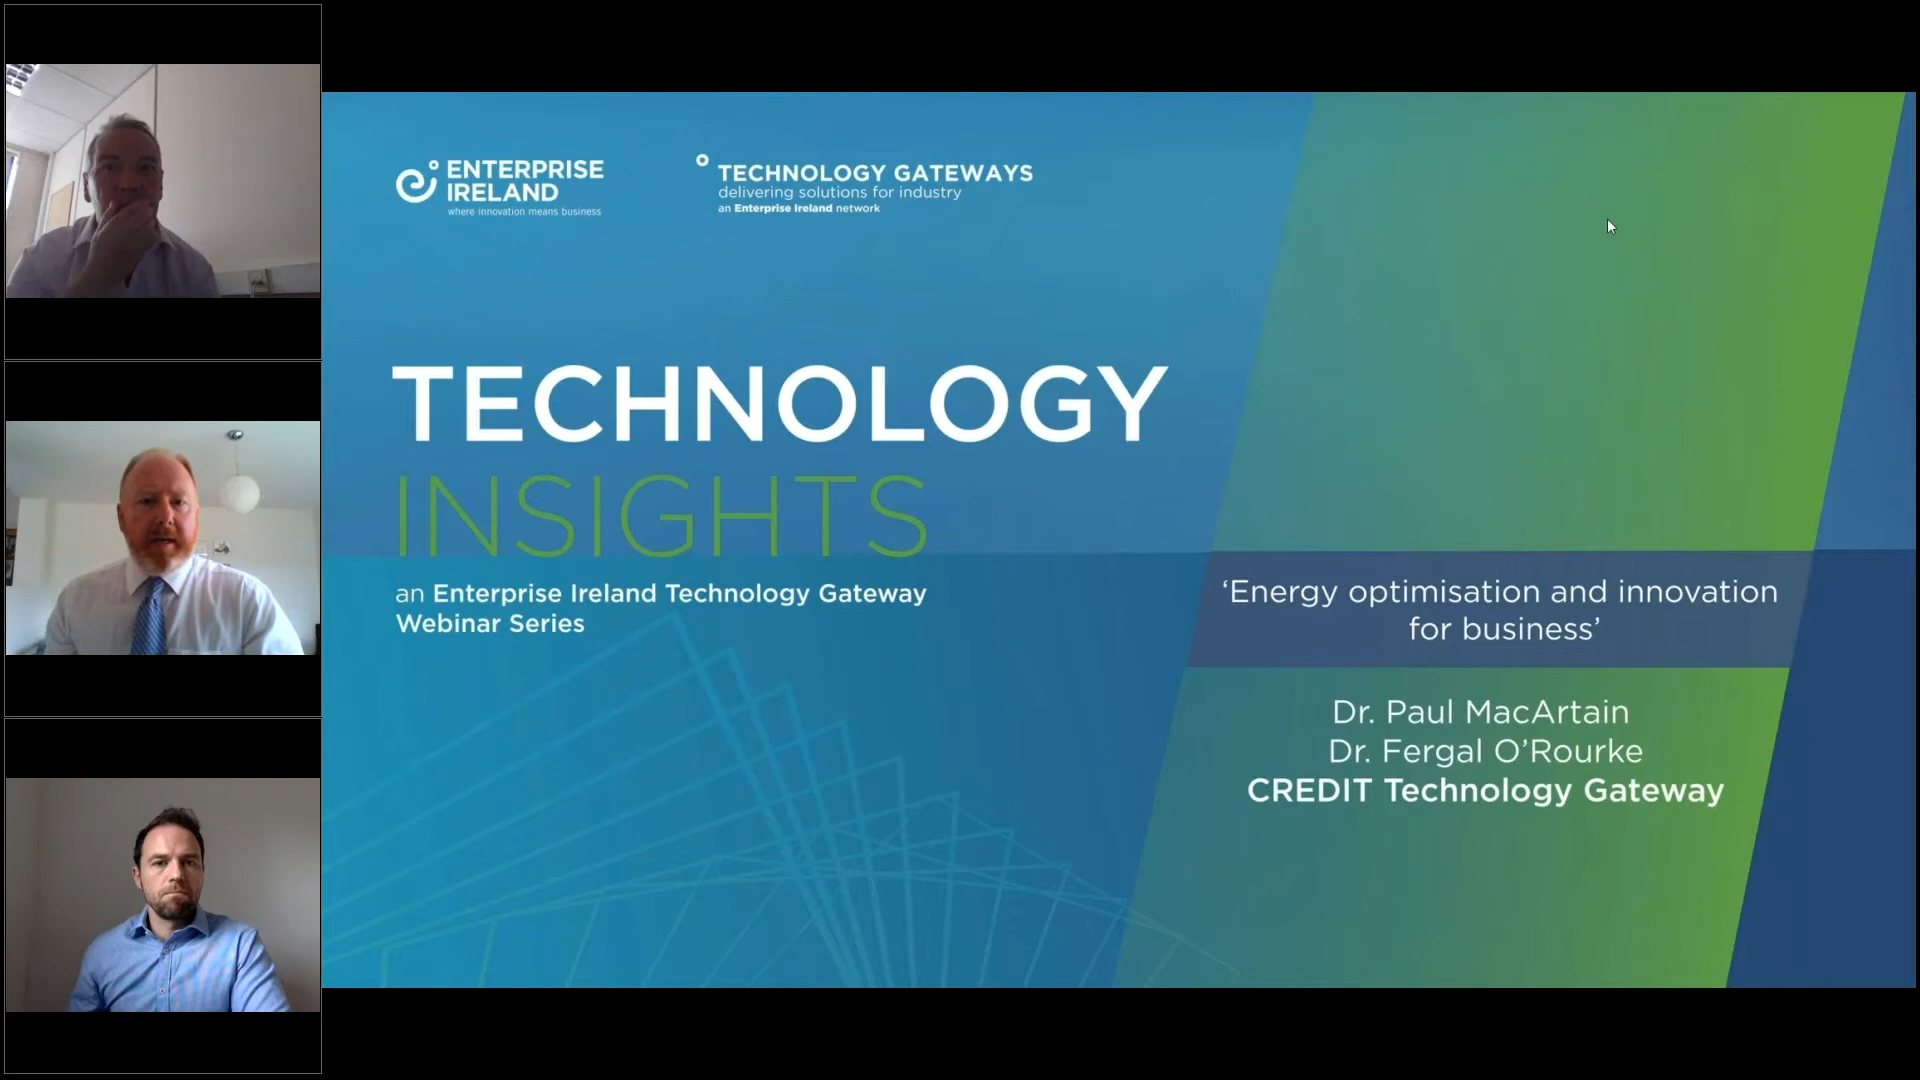 ENTERPRISE
IRELAND
where innovation means business
TECHNOLOGY GATEWAYS
delivering solutions for industry
an Enterprise Ireland network
TECHNOLOGY
INSIGHTS
an Enterprise Ireland Technology Gateway
Webinar Series
‘Energy optimisation and innovation
for business’
Dr. Paul MacArtain
Dr. Fergal O’Rourke
CREDIT Technology Gateway